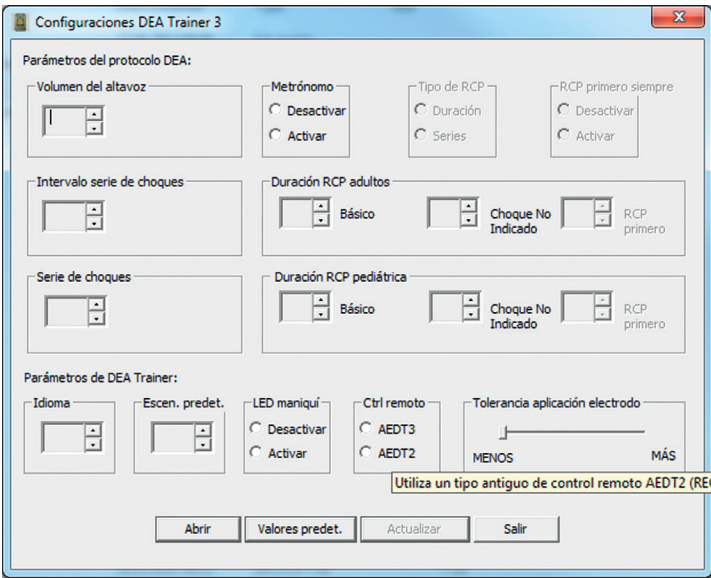 Configuraciones DEA Trainer 3
Parámetros del protocolo DEA:
Volumen del altavoz
Metrónomo
Desactivar
Activar
Tipo de RCP
Duración
Series
RCP primero siempre
Desactivar
Activar
Intervalo serie de choques
Duración RCP adultos
Básico
Choque No
Indicado
RCP
primero
Serie de choques
Duración RCP pediátrica
Básico
Choque No
Indicado
RCP
primero
Parámetros de DEA Trainer:
Idioma
Escen. predet.
LED maniquí
Desactivar
Activar
Ctrl remoto
AEDT3
AEDT2
Tolerancia aplicación electrodo
MENOS
MÁS
Utiliza un tipo antiguo de control remoto AEDT2 (REC
Abrir
Valores predet.
Actualizar
Salir